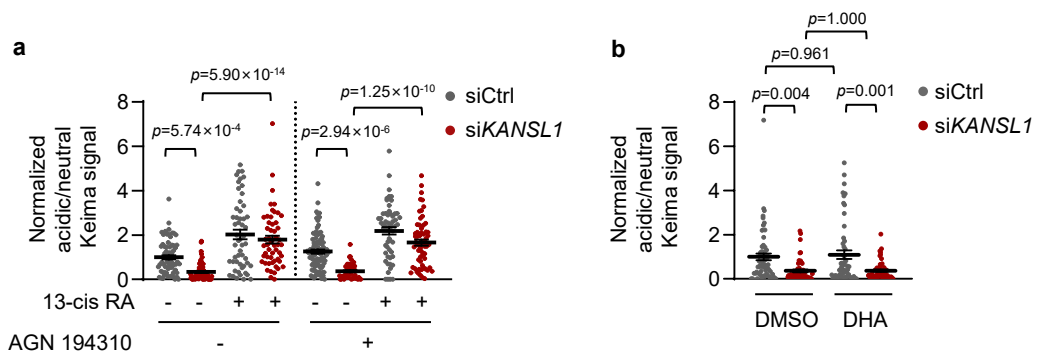 a
p=5.90×10-14
p=1.25×10-10
p=5.74×10-4
p=2.94×10-6
siCtrl
siKANSL1
Normalized
acidic/neutral
Keima signal
8
6
4
2
0
13-cis RA - - + + - - + +
AGN 194310 - +
b
p=1.000
p=0.961
p=0.004
p=0.001
siCtrl
siKANSL1
Normalized
acidic/neutral
Keima signal
8
6
4
2
0
DMSO DHA